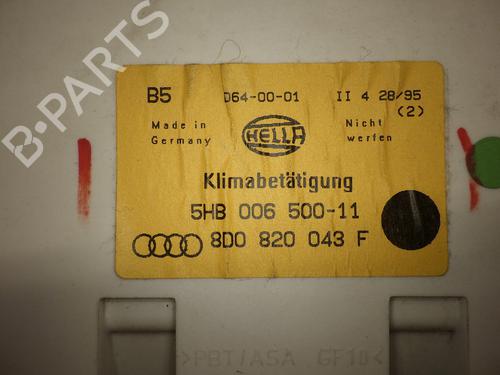 B-PARTS
B5 D64-00-01 II 4 28/95
(2)
Made in Germany
HELLA
Nicht werfen
Klimabetätigung
5HB 006 500-11
8D0 820 043 F
>PBT/ASA GF10<